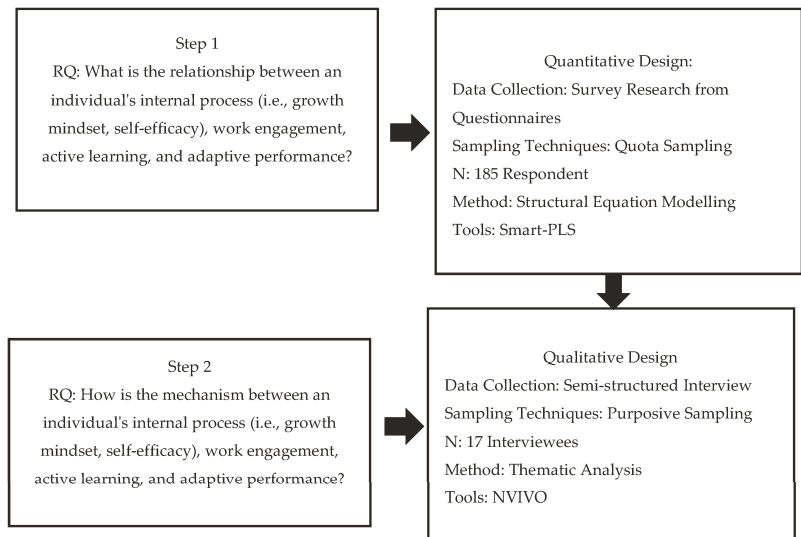 Step 1
RQ: What is the relationship between an
individual's internal process (i.e., growth
mindset, self-efficacy), work engagement,
active learning, and adaptive performance?
Quantitative Design:
Data Collection: Survey Research from
Questionnaires
Sampling Techniques: Quota Sampling
N: 185 Respondent
Method: Structural Equation Modelling
Tools: Smart-PLS
Step 2
RQ: How is the mechanism between an
individual's internal process (i.e., growth
mindset, self-efficacy), work engagement,
active learning, and adaptive performance?
Qualitative Design
Data Collection: Semi-structured Interview
Sampling Techniques: Purposive Sampling
N: 17 Interviewees
Method: Thematic Analysis
Tools: NVIVO